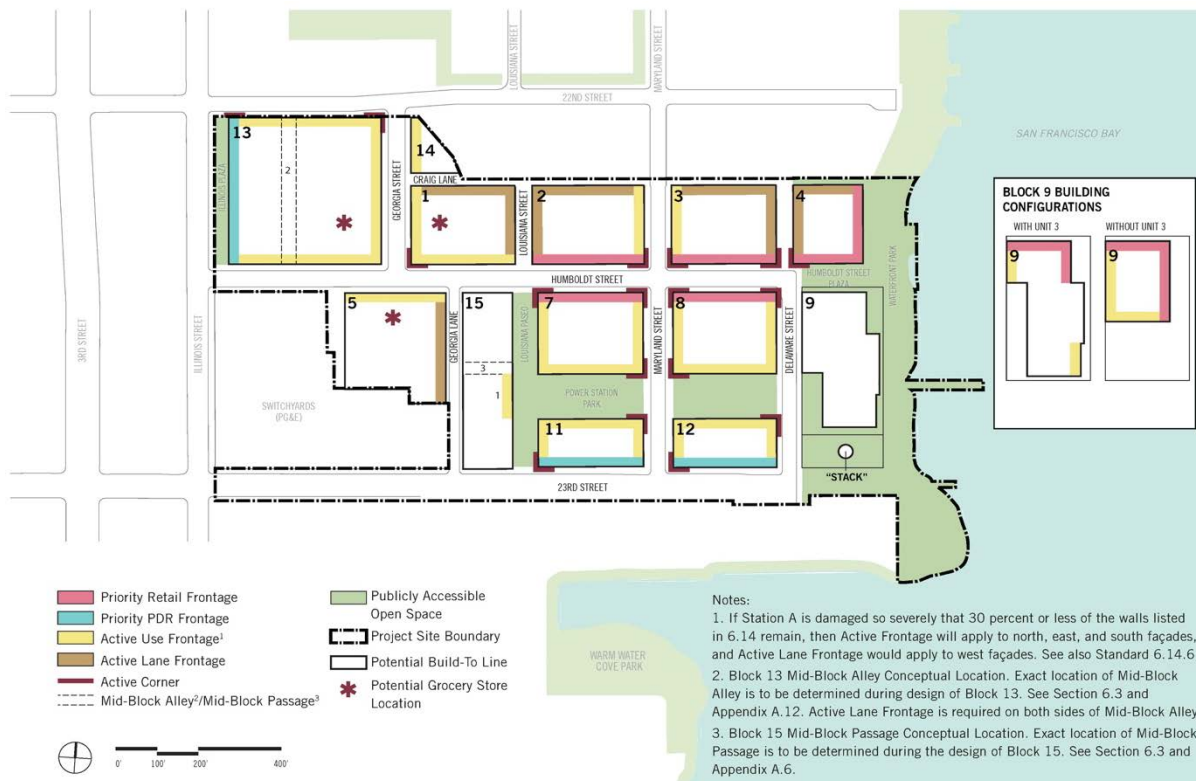 LOUISIANA STREET
MARYLAND STREET
22ND STREET
SAN FRANCISCO BAY
13
2
ILLINOIS PLAZA
GEORGIA STREET
14
CRAIG LANE
1
LOUISIANA STREET
2
3
4
HUMBOLDT STREET
HUMBOLDT STREET
PLAZA
WATERFRONT PARK
3RD STREET
ILLINOIS STREET
5
GEORGIA LANE
15
3
1
LOUISIANA PASEO
7
MARYLAND STREET
8
DELAWARE STREET
9
SWITCHYARDS
(PG&E)
POWER STATION
PARK
11
12
"STACK"
23RD STREET
BLOCK 9 BUILDING
CONFIGURATIONS
WITH UNIT 3
WITHOUT UNIT 3
9
9
WARM WATER
COVE PARK
Priority Retail Frontage
Priority PDR Frontage
Active Use Frontage¹
Active Lane Frontage
Active Corner
Mid-Block Alley²/Mid-Block Passage³
Publicly Accessible
Open Space
Project Site Boundary
Potential Build-To Line
Potential Grocery Store
Location
0'
100'
200'
400'
Notes:
1. If Station A is damaged so severely that 30 percent or less of the walls listed
in 6.14 remain, then Active Frontage will apply to north, east, and south façades,
and Active Lane Frontage would apply to west façades. See also Standard 6.14.6
2. Block 13 Mid-Block Alley Conceptual Location. Exact location of Mid-Block
Alley is to be determined during design of Block 13. See Section 6.3 and
Appendix A.12. Active Lane Frontage is required on both sides of Mid-Block Alley
3. Block 15 Mid-Block Passage Conceptual Location. Exact location of Mid-Block
Passage is to be determined during the design of Block 15. See Section 6.3 and
Appendix A.6.